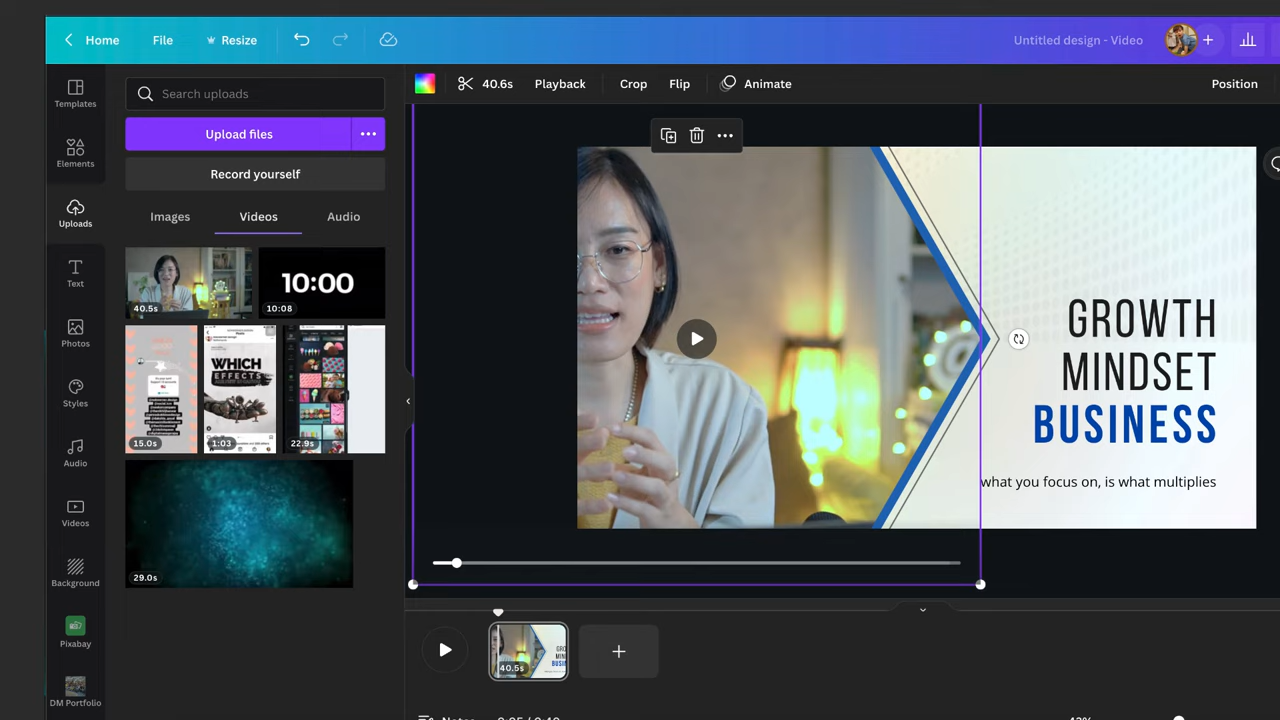 Home File Resize Untitled design - Video
Templates
Elements
Uploads
Text
Photos
Styles
Audio
Videos
Background
Pixabay
DM Portfolio
Search uploads
Upload files
Record yourself
Images Videos Audio
40.5s
10:00
10:08
15.0s
WHICH
EFFECTS
1:03
22.9s
29.0s
40.6s Playback Crop Flip Animate Position
GROWTH
MINDSET
BUSINESS
what you focus on, is what multiplies
40.5s
Notes